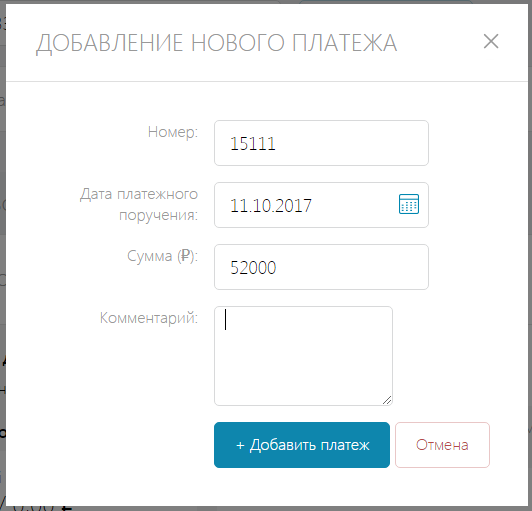 ДОБАВЛЕНИЕ НОВОГО ПЛАТЕЖА
Номер:
15111
Дата платежного
поручения:
11.10.2017
Сумма (₽):
52000
Комментарий:
+ Добавить платеж
Отмена